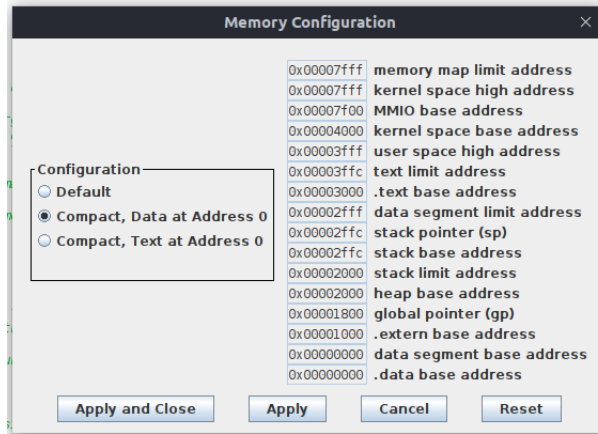 Memory Configuration
Configuration
Default
Compact, Data at Address 0
Compact, Text at Address 0
0x00007fff memory map limit address
0x00007fff kernel space high address
0x00007f00 MMIO base address
0x00004000 kernel space base address
0x00003fff user space high address
0x00003ffc text limit address
0x00003000 .text base address
0x00002fff data segment limit address
0x00002ffc stack pointer (sp)
0x00002ffc stack base address
0x00002000 stack limit address
0x00002000 heap base address
0x00001800 global pointer (gp)
0x00001000 .extern base address
0x00000000 data segment base address
0x00000000 .data base address
Apply and Close
Apply
Cancel
Reset